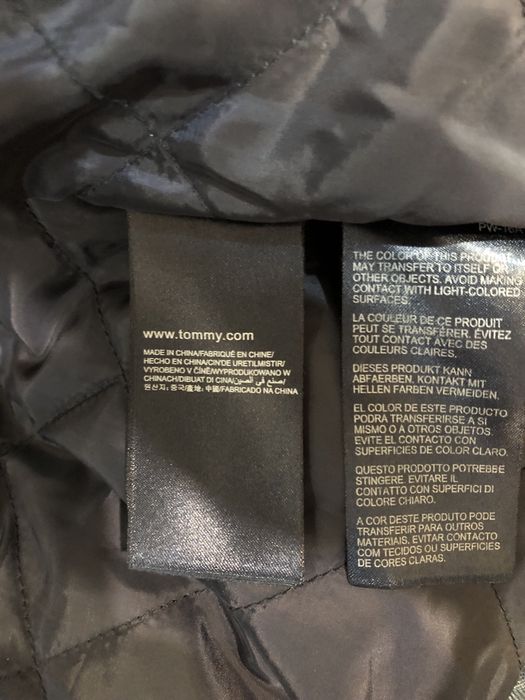 www.tommy.com
MADE IN CHINA/FABRIQUÉ EN CHINE/
HECHO EN CHINA/ÇIN'DE ÜRETILMISTIR/
VYROBENO V ČÍNĚ/WYPRODUKOWANO W
CHINACH/DIBUAT DI CINA/صنع في الصين/
원산지: 중국/產地: 中國/FABRICADO NA CHINA
THE COLOR OF THIS PRODUCT
MAY TRANSFER TO ITSELF OR
OTHER OBJECTS. AVOID MAKING
CONTACT WITH LIGHT-COLORED
SURFACES.
LA COULEUR DE CE PRODUIT
PEUT SE TRANSFÉRER. ÉVITEZ
TOUT CONTACT AVEC DES
COULEURS CLAIRES.
DIESES PRODUKT KANN
ABFAERBEN. KONTAKT MIT
HELLEN FARBEN VERMEIDEN.
EL COLOR DE ESTE PRODUCTO
PODRA TRANSFERIRSE A SI
MISMO O A OTROS OBJETOS.
EVITE EL CONTACTO CON
SUPERFICIES DE COLOR CLARO.
QUESTO PRODOTTO POTREBBE
STINGERE. EVITARE IL
CONTATTO CON SUPERFICI DI
COLORE CHIARO.
A COR DESTE PRODUTO PODE
TRANSFERIR PARA OUTROS
MATERIAIS. EVITAR CONTACTO
COM TECIDOS OU SUPERFICIES
DE CORES CLARAS.